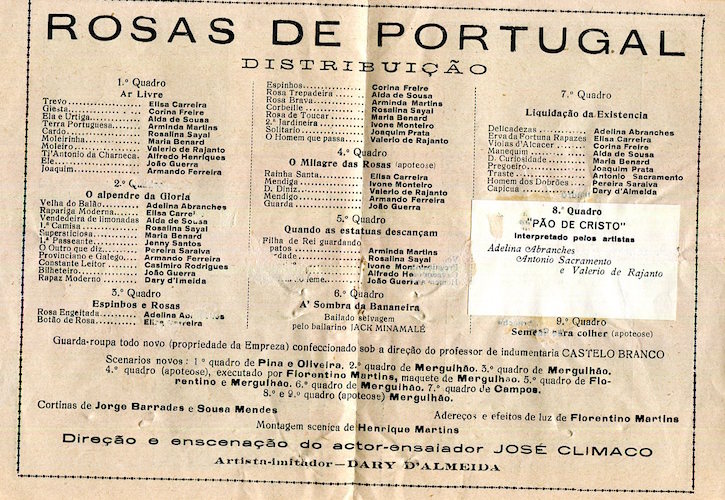 ROSAS DE PORTUGAL
DISTRIBUIÇÃO
1.º Quadro
Ar Livre
Trevo.......... Elisa Carreira
Giesta.......... Corina Freire
Ela e Urtiga.......... Alda de Sousa
Terra Portuguesa.......... Arminda Martins
Cardo.......... Rosalina Sayal
Moleirinha.......... Maria Benard
Moleiro.......... Valerio de Rajanto
Ti'Antonio da Charneca. Alfredo Henriques
Ele.......... João Guerra
Joaquim.......... Armando Ferreira
2.º
O alpendre da Gloria
Velha do Balão.......... Adelina Abranches
Rapariga Moderna.......... Elisa
Vendedeira de limonadas Alda de Sousa
1.ª Camisa.......... Rosalina Sayal
Supersticiosa.......... Maria Benard
1.ª Passeante.......... Jenny Santos
O Outro que diz.......... Pereira Saraiva
Provinciano e Galego.. Armando Ferreira
Constante Leitor.......... Casimiro Rodrigues
Bilheteiro.......... João Guerra
Rapaz Moderno.......... Dary d'lmeida
3.º Quadro
Espinhos e Rosas
Rosa Engeitada.......... Adelina
Botão de Rosa..........
Espinhos.......... Corina Freire
Rosa Trepadeira.......... Alda de Sousa
Rosa Brava.......... Arminda Martins
Corbeille.......... Rosalina Sayal
Rosa de Toucar.......... Maria Benard
2.ª Jardineira.......... Ivone Monteiro
Solitario.......... Joaquim Prata
O Homem que passa.... Valerio de Rajanto
4.º Quadro
O Milagre das Rosas (apoteose)
Rainha Santa.......... Elisa Carreira
Mendiga.......... Ivone Monteiro
D. Diniz.......... Valerio de Rajanto
Mendigo.......... Armando Ferreira
Guarda.......... João Guerra
5.º Quadro
Quando as estatuas descançam
Filha de Rei guardando
patos.......... Arminda Martins
.......... Rosalina Sayal
Ivone
Alfredo
João Guerra
6.º Quadro
A' Sombra da Bananeira
Bailado selvagem
pelo bailarino JACK MINAMALÉ
7.º Quadro
Liquidação da Existencia
Delicadezas.......... Adelina Abranches
Erva da Fortuna Rapazes Elisa Carreira
Violas d'Alcacer.......... Corina Freire
Manequim.......... Alda de Sousa
D. Curiosidade.......... Maria Benard
Pregoeiro.......... Joaquim Prata
Traste.......... Antonio Sacramento
Homem dos Dobrões.... Pereira Saraiva
Capicua.......... Dary d'Almeida
8.º Quadro
"PÃO DE CRISTO"
Interpretado pelos artistas
Adelina Abranches
Antonio Sacramento
e Valerio de Rajanto
9.º Quadro
Semear para colher (apoteose)
Guarda-roupa todo novo (propriedade da Empreza) confeccionado sob a direção do professor de indumentaria CASTELO BRANCO
Scenarios novos: 1.º quadro de Pina e Oliveira. 2.º quadro de Mergulhão. 3.º quadro de Mergulhão.
4.º quadro (apoteose), executado por Florentino Martins, maquete de Mergulhao. 5.º quadro de Flo-
rentino e Mergulhão. 6.º quadro de Mergulhão. 7.º quadro de Campos.
8.º e 9.º quadro (apoteose) Mergulhão.
Cortinas de Jorge Barradas e Sousa Mendes
Adereços e efeitos de luz de Florentino Martins
Montagem scenica de Henrique Martins
Direção e enscenação do actor-ensaiador JOSÉ CLIMACO
Artista-imitador—DARY D'ALMEIDA